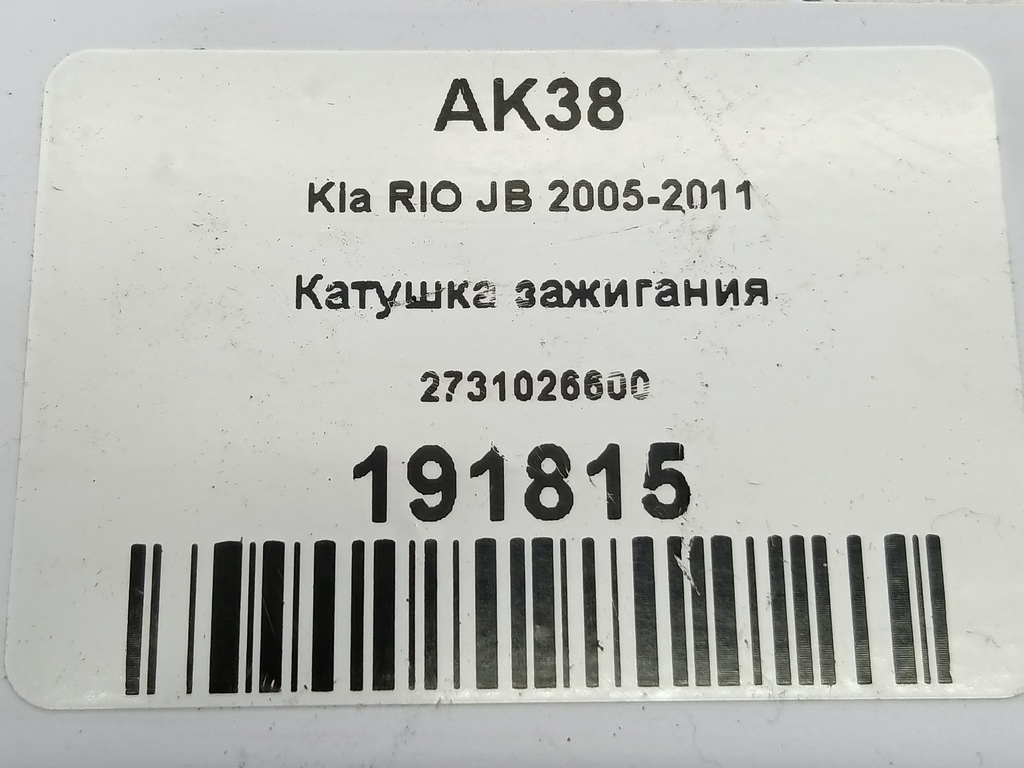 AK38
Kia RIO JB 2005-2011
Катушка зажигания
2731026600
191815